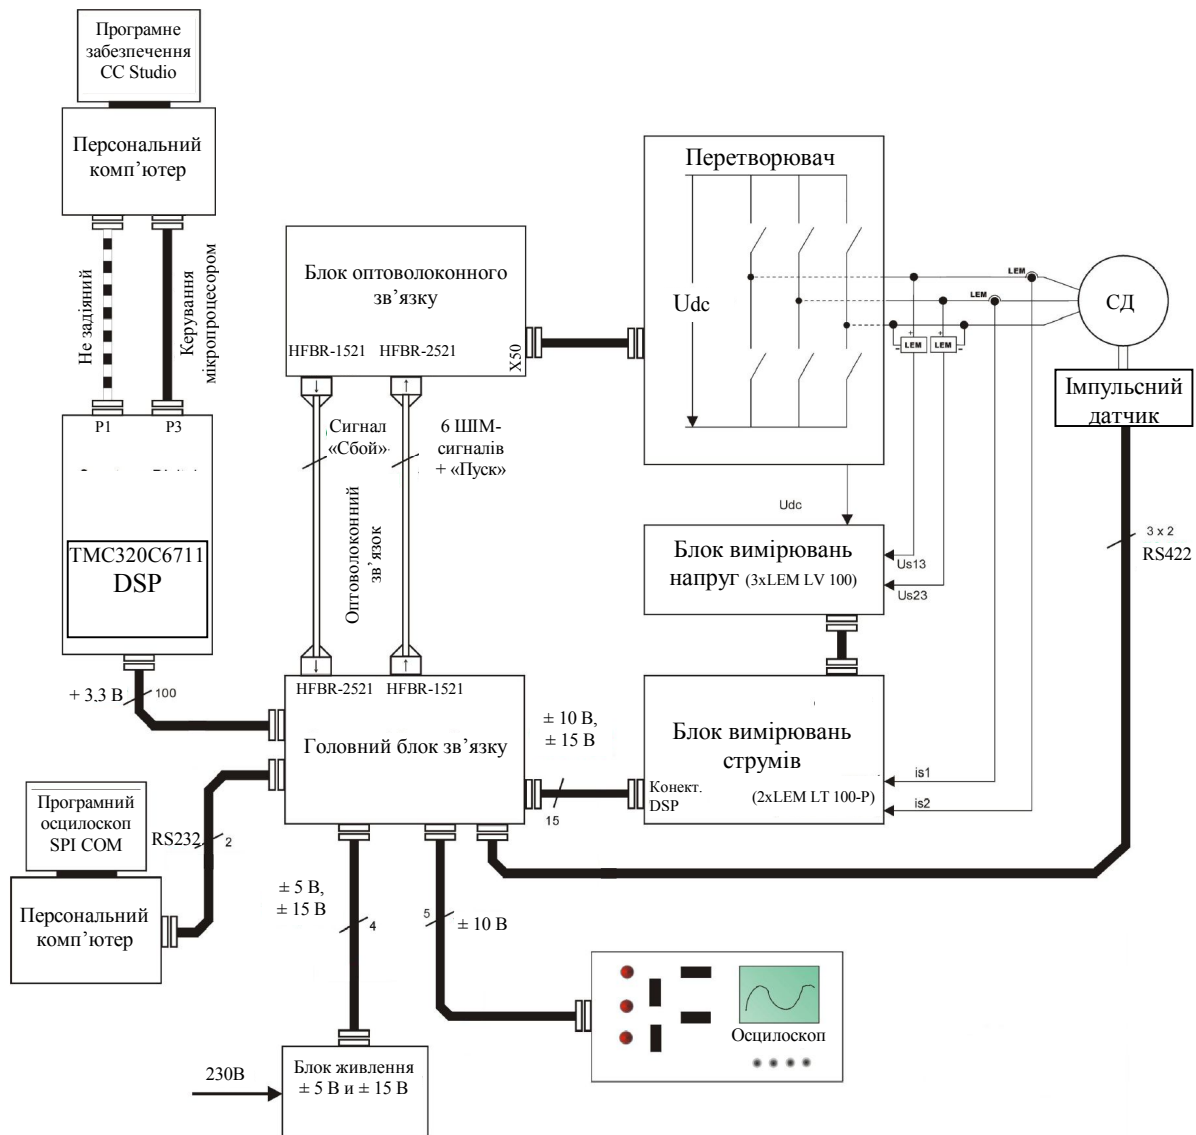 Програмне
забезпечення
CC Studio
Персональний
комп’ютер
Не задіяний
Керування
мікропроцесором
P1
P3
TMC320C6711
DSP
+ 3,3 В
100
Блок оптоволоконного
зв’язку
HFBR-1521
HFBR-2521
X50
Сигнал
«Сбой»
6 ШІМ-
сигналів
+ «Пуск»
Оптоволоконний
зв’язок
HFBR-2521
HFBR-1521
Головний блок зв’язку
Перетворювач
Udc
LEM
LEM
+
LEM
–
+
LEM
–
СД
Імпульсний
датчик
3 x 2
RS422
Udc
Блок вимірювань
напруг (3xLEM LV 100)
Us13
Us23
± 10 В,
± 15 В
15
Блок вимірювань
струмів
Конект.
DSP
(2xLEM LT 100-P)
is1
is2
Програмний
осцилоскоп
SPI COM
RS232
2
Персональний
комп’ютер
± 5 В,
± 15 В
4
5
± 10 В
Осцилоскоп
230В
Блок живлення
± 5 В и ± 15 В